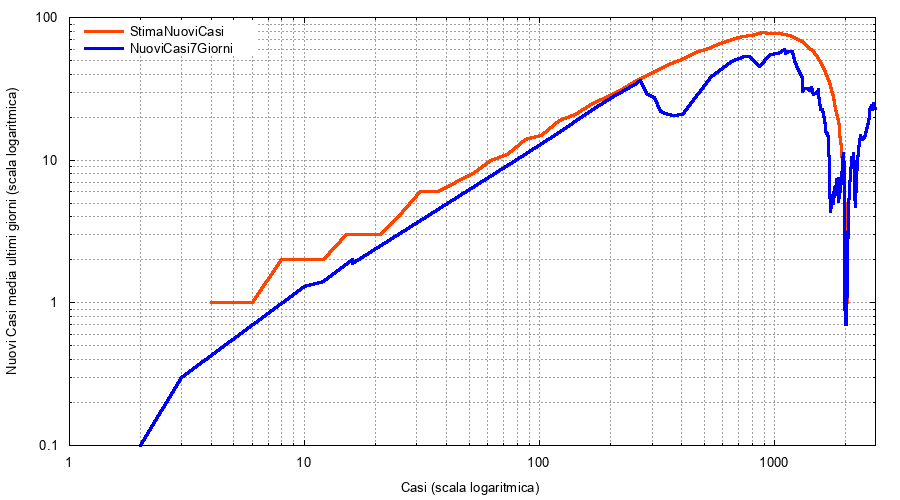 StimaNuoviCasi
NuoviCasi7Giorni
Nuovi Casi media ultimi giorni (scala logaritmica)
100
10
1
0.1
1
10
100
1000
Casi (scala logaritmica)